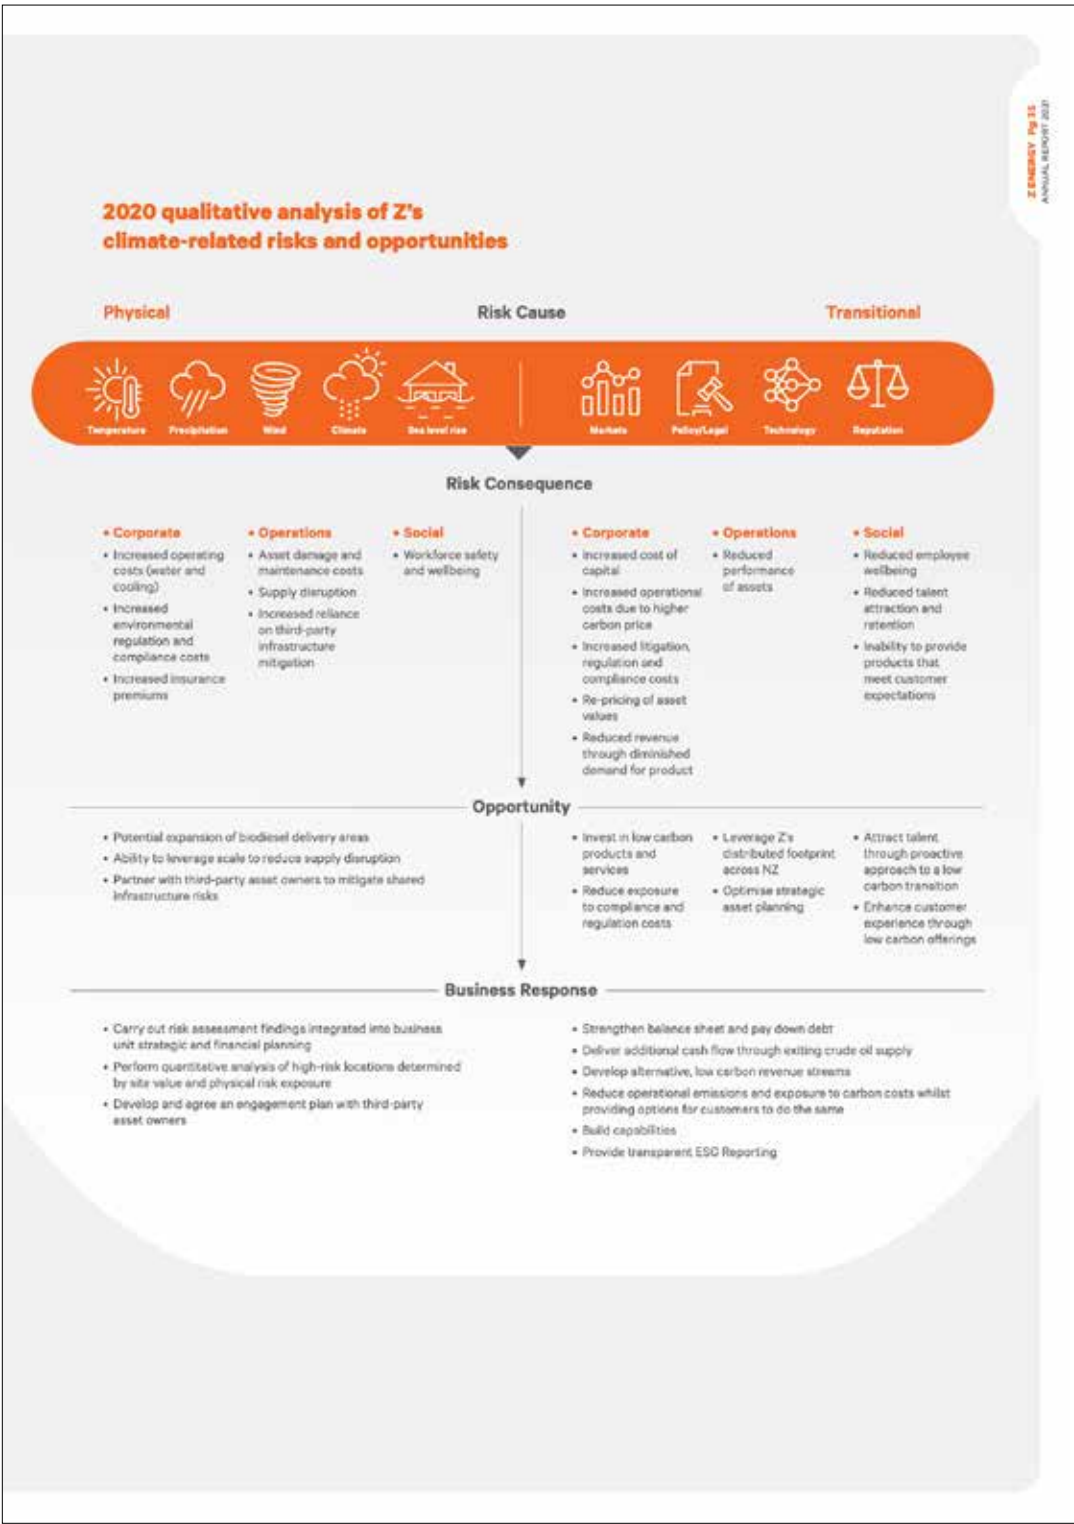 Z ENERGY Pg 35
ANNUAL REPORT 2021
2020 qualitative analysis of Z's
climate-related risks and opportunities
Physical
Risk Cause
Transitional
Temperature
Precipitation
Wind
Climate
Sea level rise
Markets
Policy/Legal
Technology
Reputation
Risk Consequence
• Corporate
• Increased operating
costs (water and
cooling)
• Increased
environmental
regulation and
compliance costs
• Increased insurance
premiums
• Operations
• Asset damage and
maintenance costs
• Supply disruption
• Increased reliance
on third-party
infrastructure
mitigation
• Social
• Workforce safety
and wellbeing
• Corporate
• Increased cost of
capital
• Increased operational
costs due to higher
carbon price
• Increased litigation,
regulation and
compliance costs
• Re-pricing of asset
values
• Reduced revenue
through diminished
demand for product
• Operations
• Reduced
performance
of assets
• Social
• Reduced employee
wellbeing
• Reduced talent
attraction and
retention
• Inability to provide
products that
meet customer
expectations
Opportunity
• Potential expansion of biodiesel delivery areas
• Ability to leverage scale to reduce supply disruption
• Partner with third-party asset owners to mitigate shared
infrastructure risks
• Invest in low carbon
products and
services
• Reduce exposure
to compliance and
regulation costs
• Leverage Z's
distributed footprint
across NZ
• Optimise strategic
asset planning
• Attract talent
through proactive
approach to a low
carbon transition
• Enhance customer
experience through
low carbon offerings
Business Response
• Carry out risk assessment findings integrated into business
unit strategic and financial planning
• Perform quantitative analysis of high-risk locations determined
by site value and physical risk exposure
• Develop and agree an engagement plan with third-party
asset owners
• Strengthen balance sheet and pay down debt
• Deliver additional cash flow through exiting crude oil supply
• Develop alternative, low carbon revenue streams
• Reduce operational emissions and exposure to carbon costs whilst
providing options for customers to do the same
• Build capabilities
• Provide transparent ESG Reporting